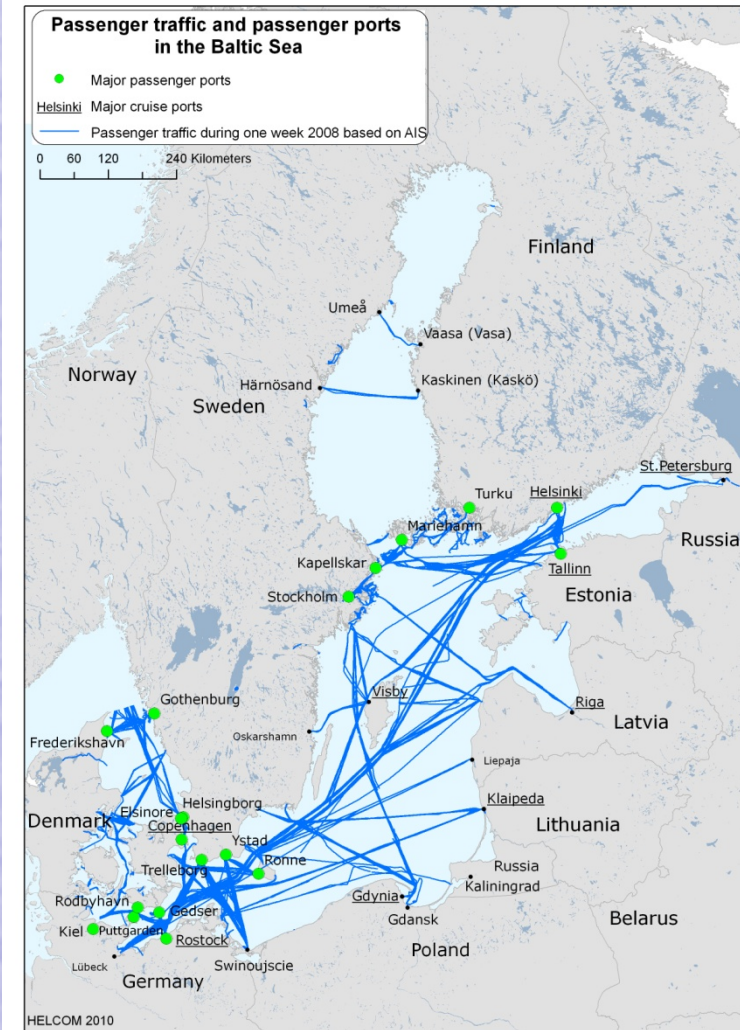 Passenger traffic and passenger ports
in the Baltic Sea
Major passenger ports
Helsinki Major cruise ports
Passenger traffic during one week 2008 based on AIS
0 60 120 240 Kilometers
Finland
Umeå
Vaasa (Vasa)
Norway
Härnösand
Kaskinen (Kaskö)
Sweden
St.Petersburg
Turku
Helsinki
Mariehamn
Russia
Kapellskar
Tallinn
Stockholm
Estonia
Visby
Riga
Gothenburg
Latvia
Frederikshavn
Oskarshamn
Liepaja
Helsingborg
Klaipeda
Elsinore
Denmark
Copenhagen
Lithuania
Ystad
Trelleborg
Ronne
Russia
Kaliningrad
Rodbyhavn
Gdynia
Gedser
Gdansk
Belarus
Kiel
Puttgarden
Rostock
Poland
Swinoujscie
Lübeck
Germany
HELCOM 2010